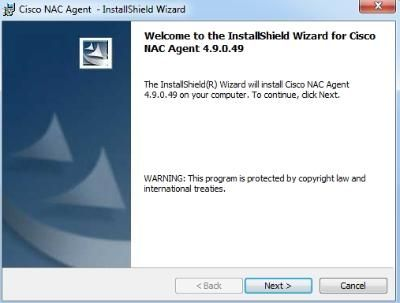 Cisco NAC Agent - InstallShield Wizard
Welcome to the InstallShield Wizard for Cisco
NAC Agent 4.9.0.49
The InstallShield(R) Wizard will install Cisco NAC Agent
4.9.0.49 on your computer. To continue, click Next.
WARNING: This program is protected by copyright law and
international treaties.
< Back Next > Cancel